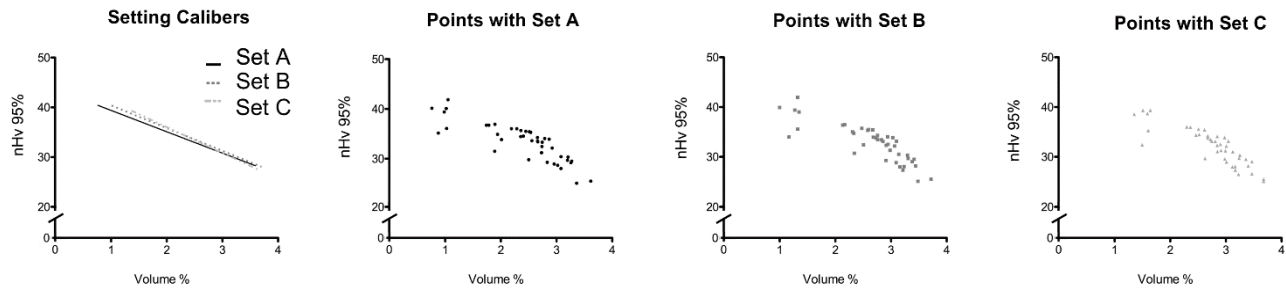 Setting Calibers
nHv 95%
50
40
30
20
0
0 1 2 3 4
Volume %
Set A
Set B
Set C
Points with Set A
nHv 95%
50
40
30
20
0
0 1 2 3 4
Volume %
Points with Set B
nHv 95%
50
40
30
20
0
0 1 2 3 4
Volume %
Points with Set C
nHv 95%
50
40
30
20
0
0 1 2 3 4
Volume %